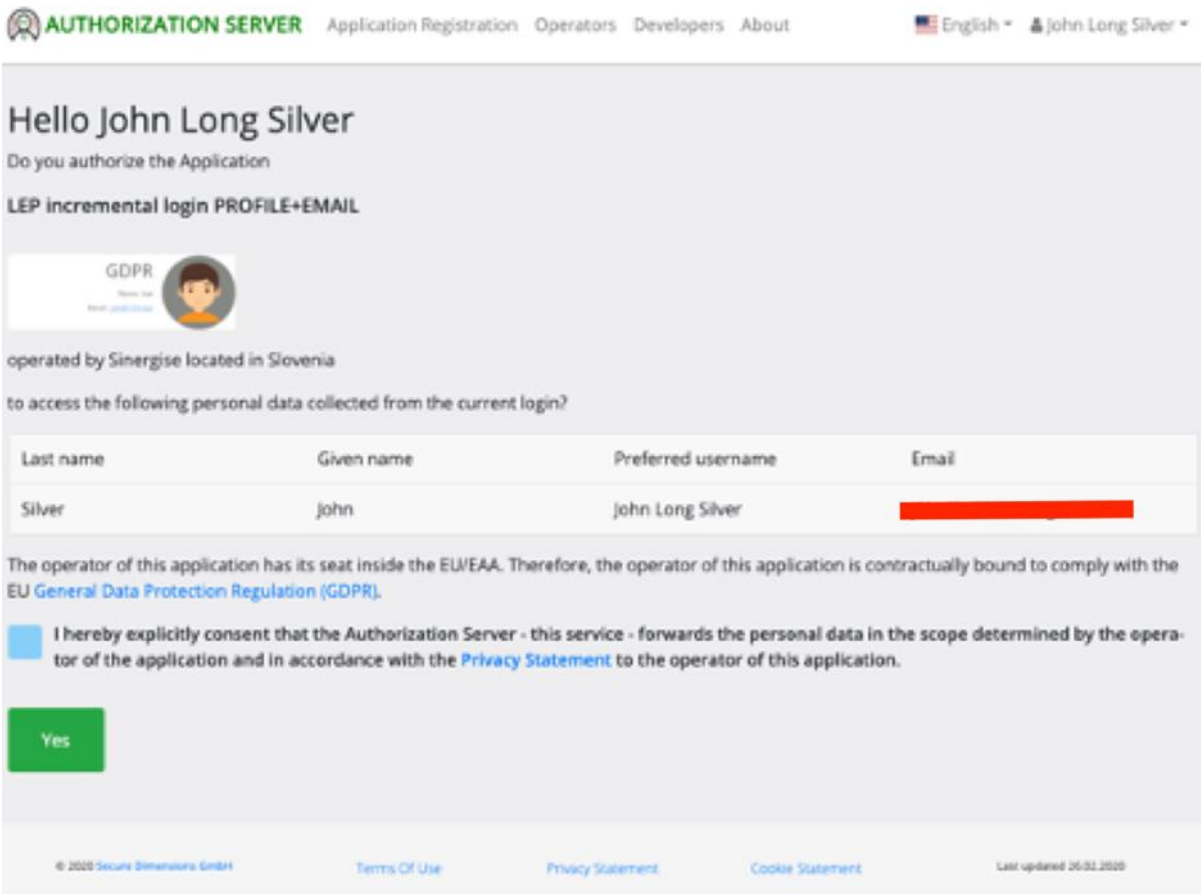 AUTHORIZATION SERVER Application Registration Operators Developers About English John Long Silver
Hello John Long Silver
Do you authorize the Application
LEP incremental login PROFILE+EMAIL
GDPR
operated by Sinergise located in Slovenia
to access the following personal data collected from the current login?
Last name Given name Preferred username Email
Silver John John Long Silver
The operator of this application has its seat inside the EU/EAA. Therefore, the operator of this application is contractually bound to comply with the
EU General Data Protection Regulation (GDPR).
I hereby explicitly consent that the Authorization Server - this service - forwards the personal data in the scope determined by the opera-
tor of the application and in accordance with the Privacy Statement to the operator of this application.
Yes
© 2020 Secure Dimensions GmbH Terms Of Use Privacy Statement Cookie Statement Last updated 26.02.2020